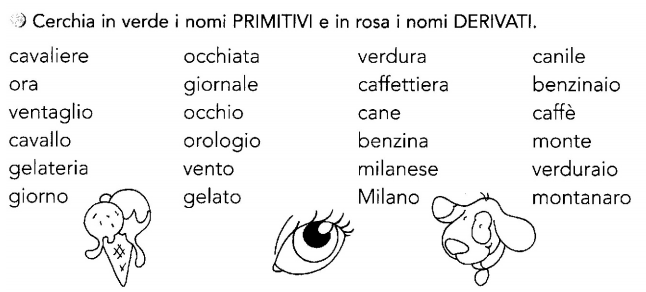 Cerchia in verde i nomi PRIMITIVI e in rosa i nomi DERIVATI.
cavaliere occhiata verdura canile
ora giornale caffettiera benzinaio
ventaglio occhio cane caffè
cavallo orologio benzina monte
gelateria vento milanese verduraio
giorno gelato Milano montanaro